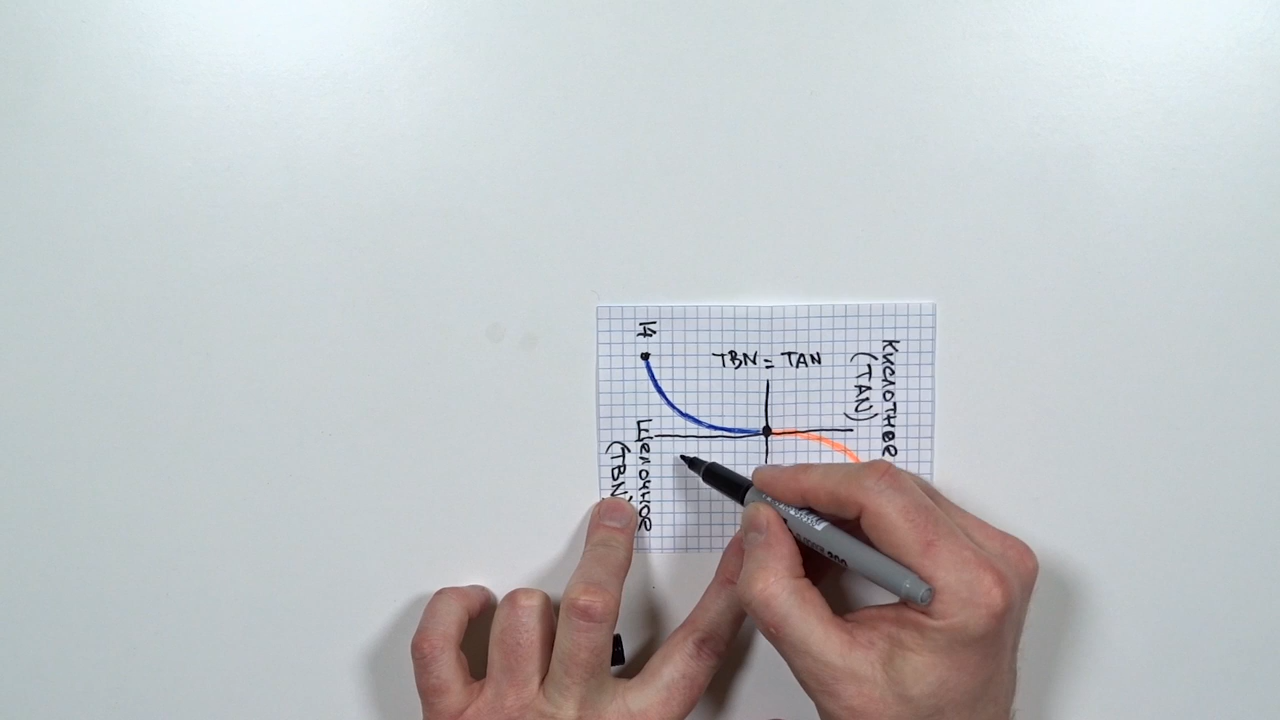 14
TBN = TAN
Кислотное
(TAN)
Щелочное
(TBN)